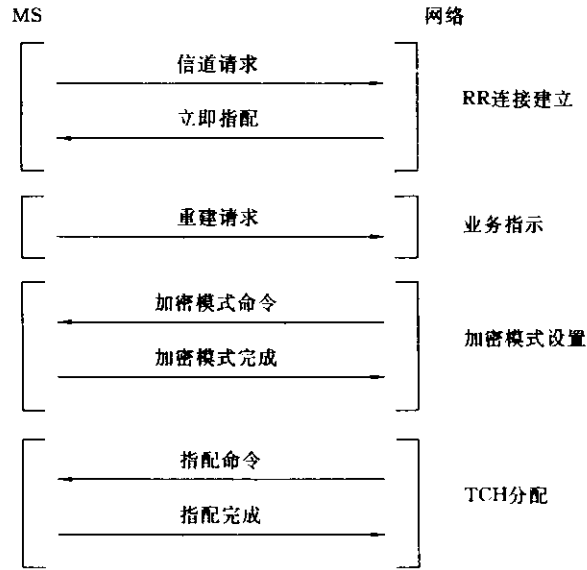 MS 网络
信道请求
RR连接建立
立即指配
重建请求
业务指示
加密模式命令
加密模式设置
加密模式完成
指配命令
TCH分配
指配完成